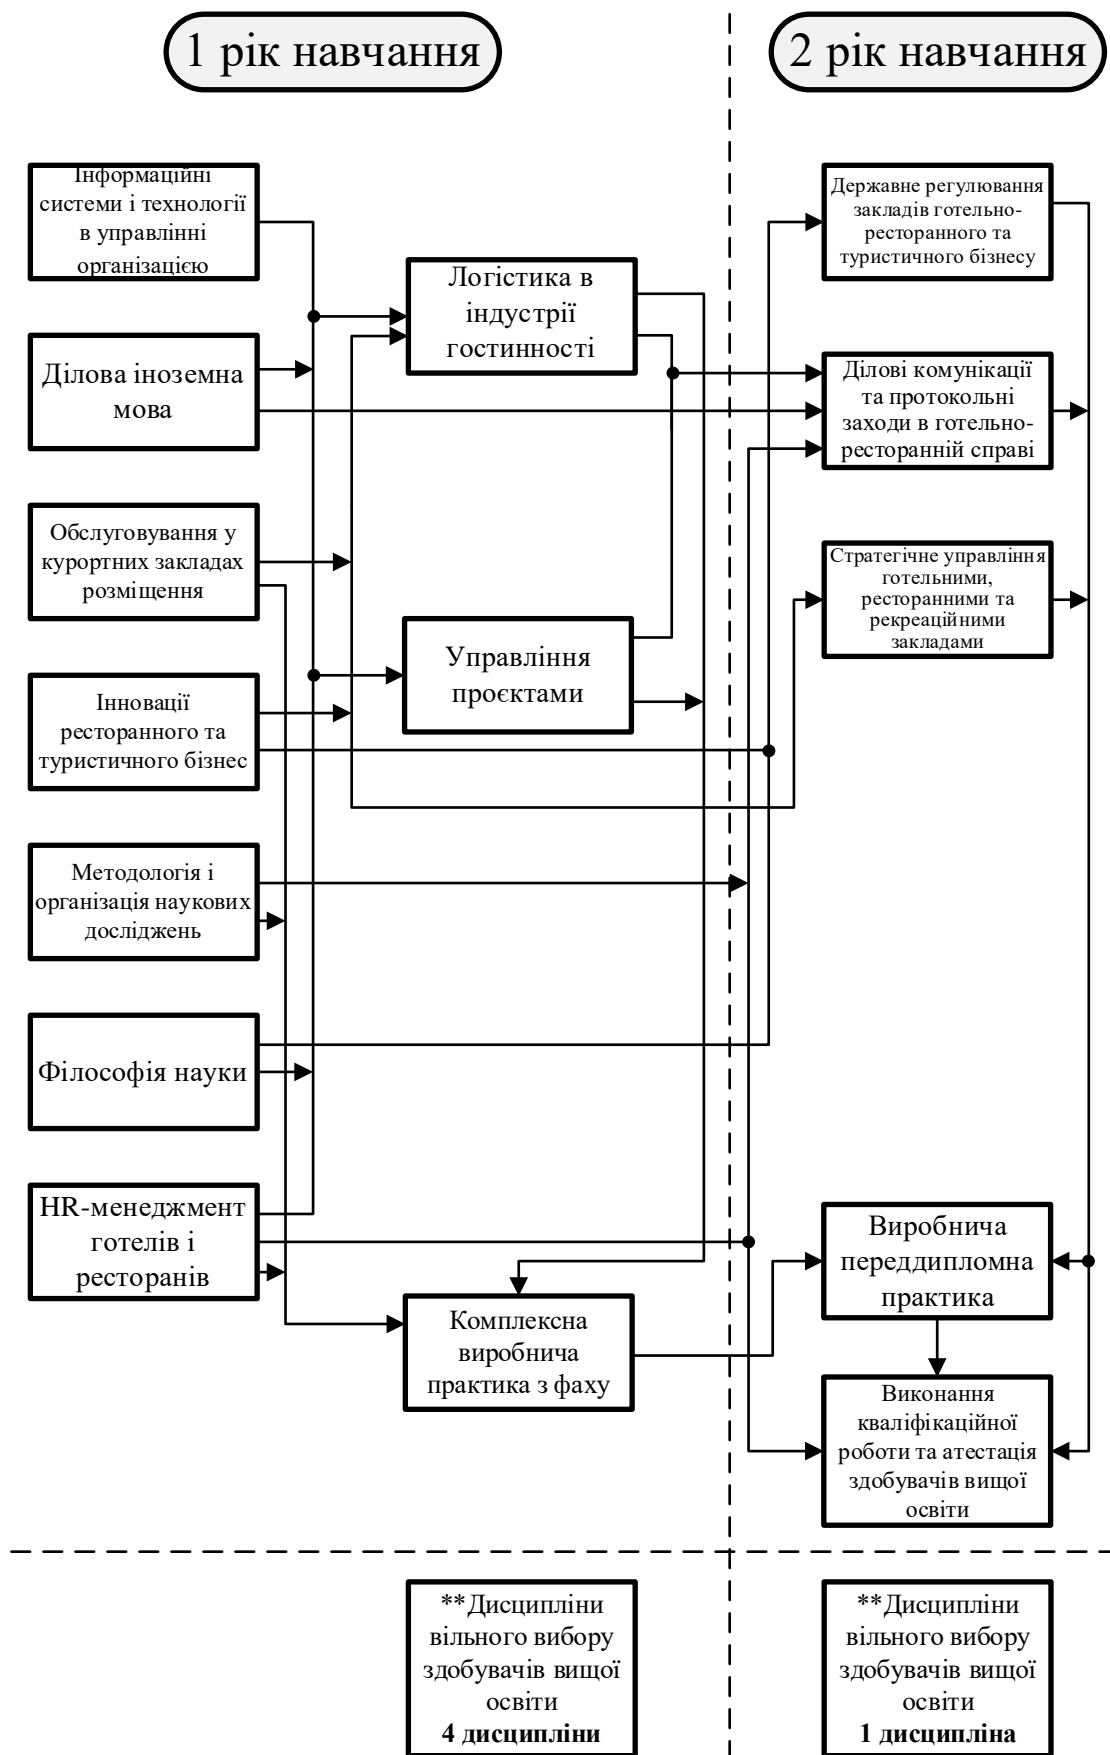 1 рік навчання
2 рік навчання
Інформаційні
системи і технології
в управлінні
організацією
Ділова іноземна
мова
Обслуговування у
курортних закладах
розміщення
Інновації
ресторанного та
туристичного бізнес
Методологія і
організація наукових
досліджень
Філософія науки
HR-менеджмент
готелів і
ресторанів
Логістика в
індустрії
гостинності
Управління
проєктами
Комплексна
виробнича
практика з фаху
Державне регулювання
закладів готельно-
ресторанного та
туристичного бізнесу
Ділові комунікації
та протокольні
заходи в готельно-
ресторанній справі
Стратегічне управління
готельними,
ресторанними та
рекреаційними
закладами
Виробнича
переддипломна
практика
Виконання
кваліфікаційної
роботи та атестація
здобувачів вищої
освіти
**Дисципліни
вільного вибору
здобувачів вищої
освіти
4 дисципліни
**Дисципліни
вільного вибору
здобувачів вищої
освіти
1 дисципліна